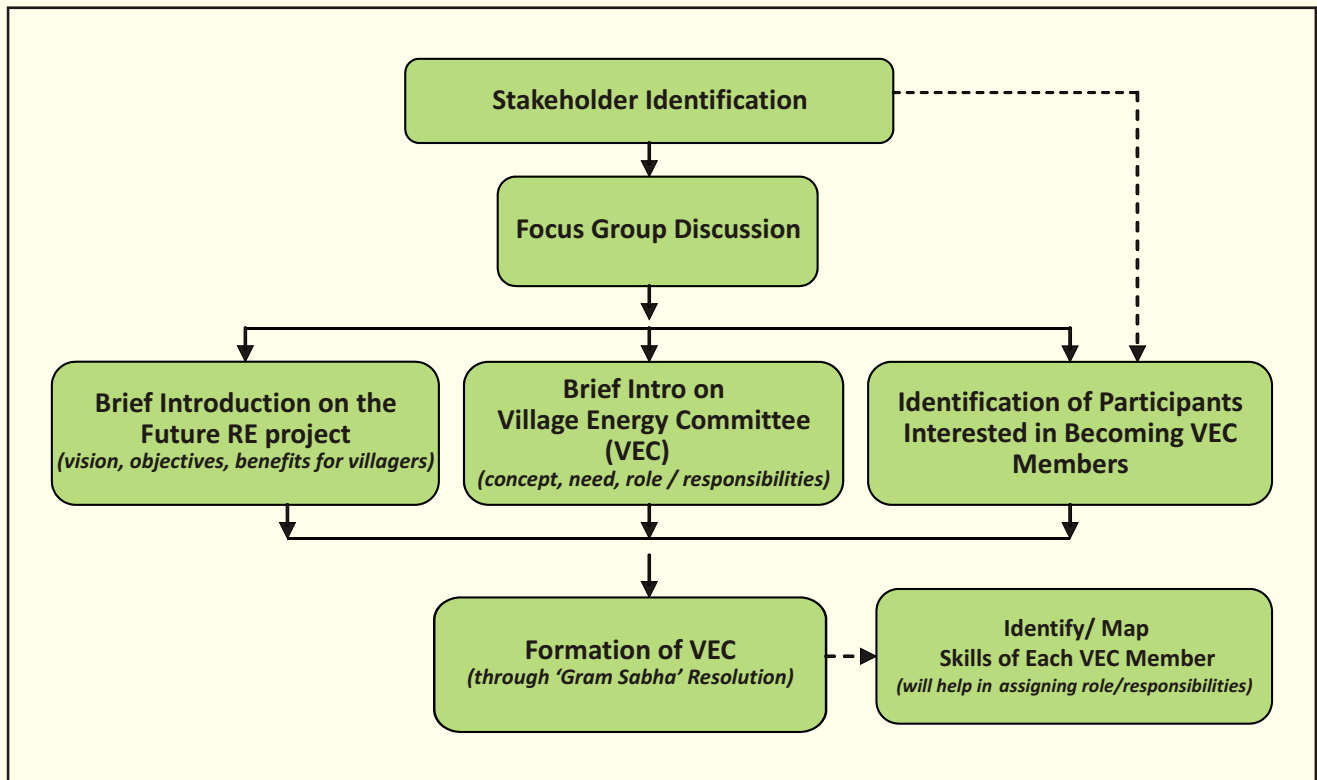 Stakeholder Identification
Focus Group Discussion
Brief Introduction on the
Future RE project
(vision, objectives, benefits for villagers)
Brief Intro on
Village Energy Committee
(VEC)
(concept, need, role / responsibilities)
Identification of Participants
Interested in Becoming VEC
Members
Formation of VEC
(through ‘Gram Sabha’ Resolution)
Identify/ Map
Skills of Each VEC Member
(will help in assigning role/responsibilities)